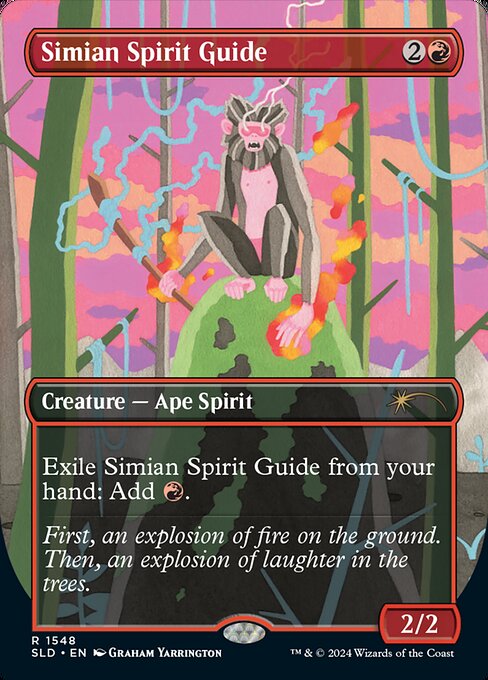 Simian Spirit Guide 2
Creature — Ape Spirit
Exile Simian Spirit Guide from your
hand: Add .
First, an explosion of fire on the ground.
Then, an explosion of laughter in the
trees.
2/2
R 1548
SLD • EN Graham Yarrington
™ & © 2024 Wizards of the Coast